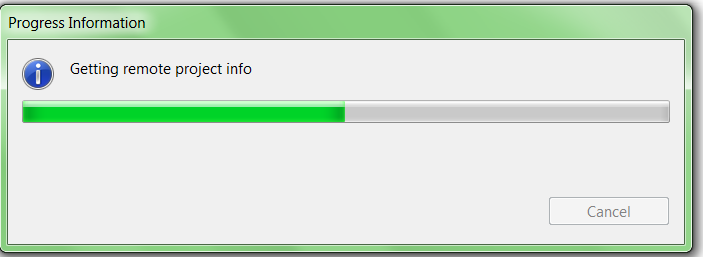 Progress Information
Getting remote project info
Cancel